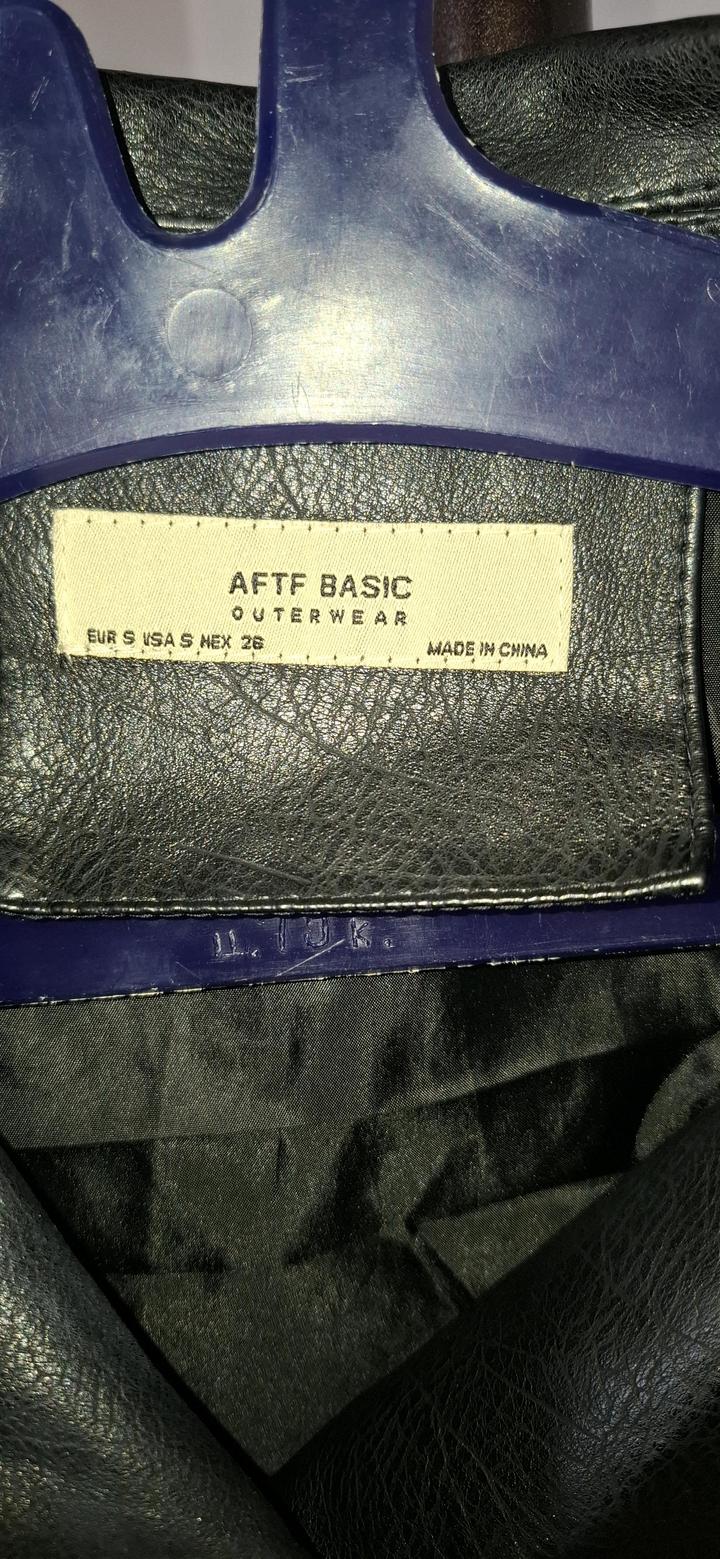 AFTF BASIC
OUTERWEAR
EUR S USA S MEX 26
MADE IN CHINA